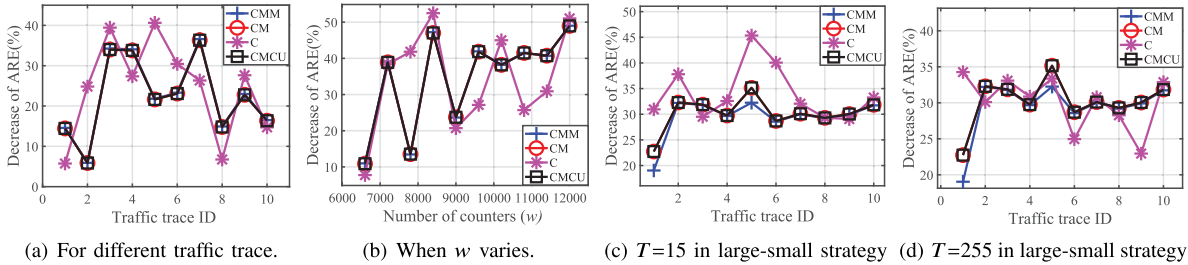 Decrease of ARE(%)
40
30
20
10
0
0 2 4 6 8 10
Traffic trace ID
CMM
CM
C
CMCU
(a) For different traffic trace.
Decrease of ARE(%)
50
40
30
20
10
6000 7000 8000 9000 10000 11000 12000
Number of counters (w)
CMM
CM
C
CMCU
(b) When w varies.
Decrease of ARE(%)
50
45
40
35
30
25
20
2 4 6 8 10
Traffic trace ID
CMM
CM
C
CMCU
(c) T=15 in large-small strategy
Decrease of ARE(%)
40
35
30
25
20
0 2 4 6 8 10
Traffic trace ID
CMM
CM
C
CMCU
(d) T=255 in large-small strategy